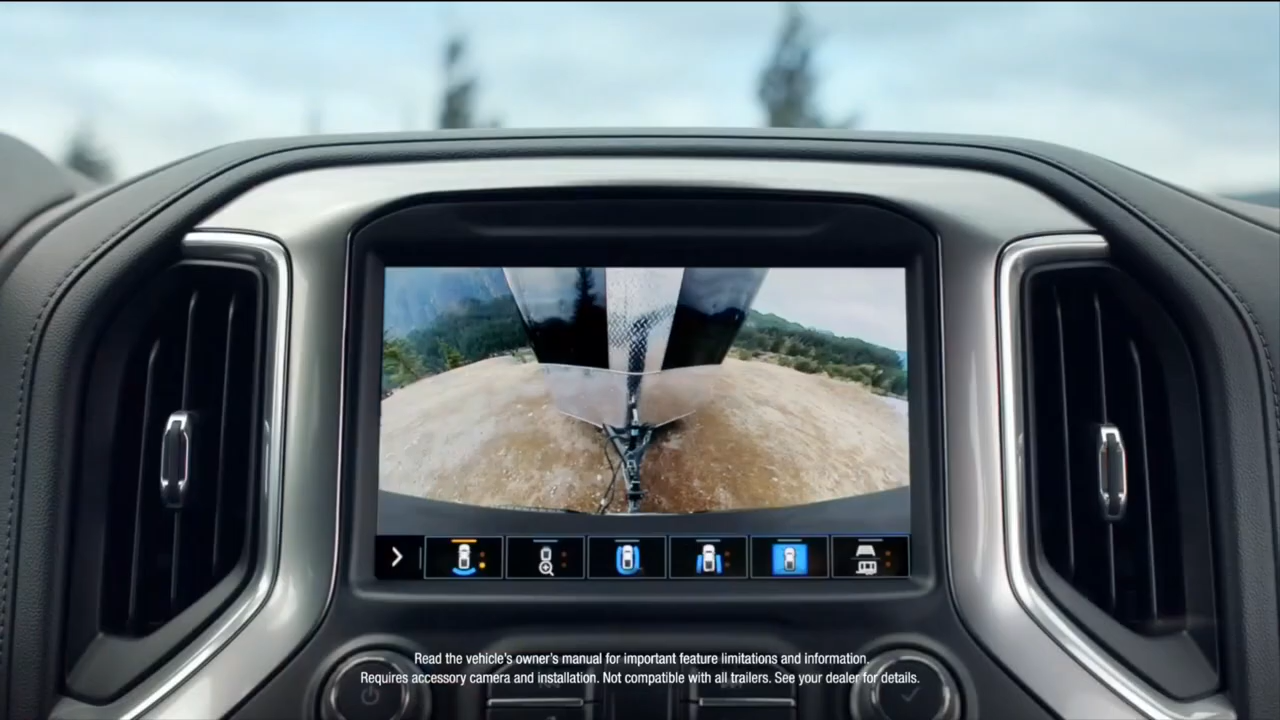 Read the vehicle's owner's manual for important feature limitations and information.
Requires accessory camera and installation. Not compatible with all trailers. See your dealer for details.